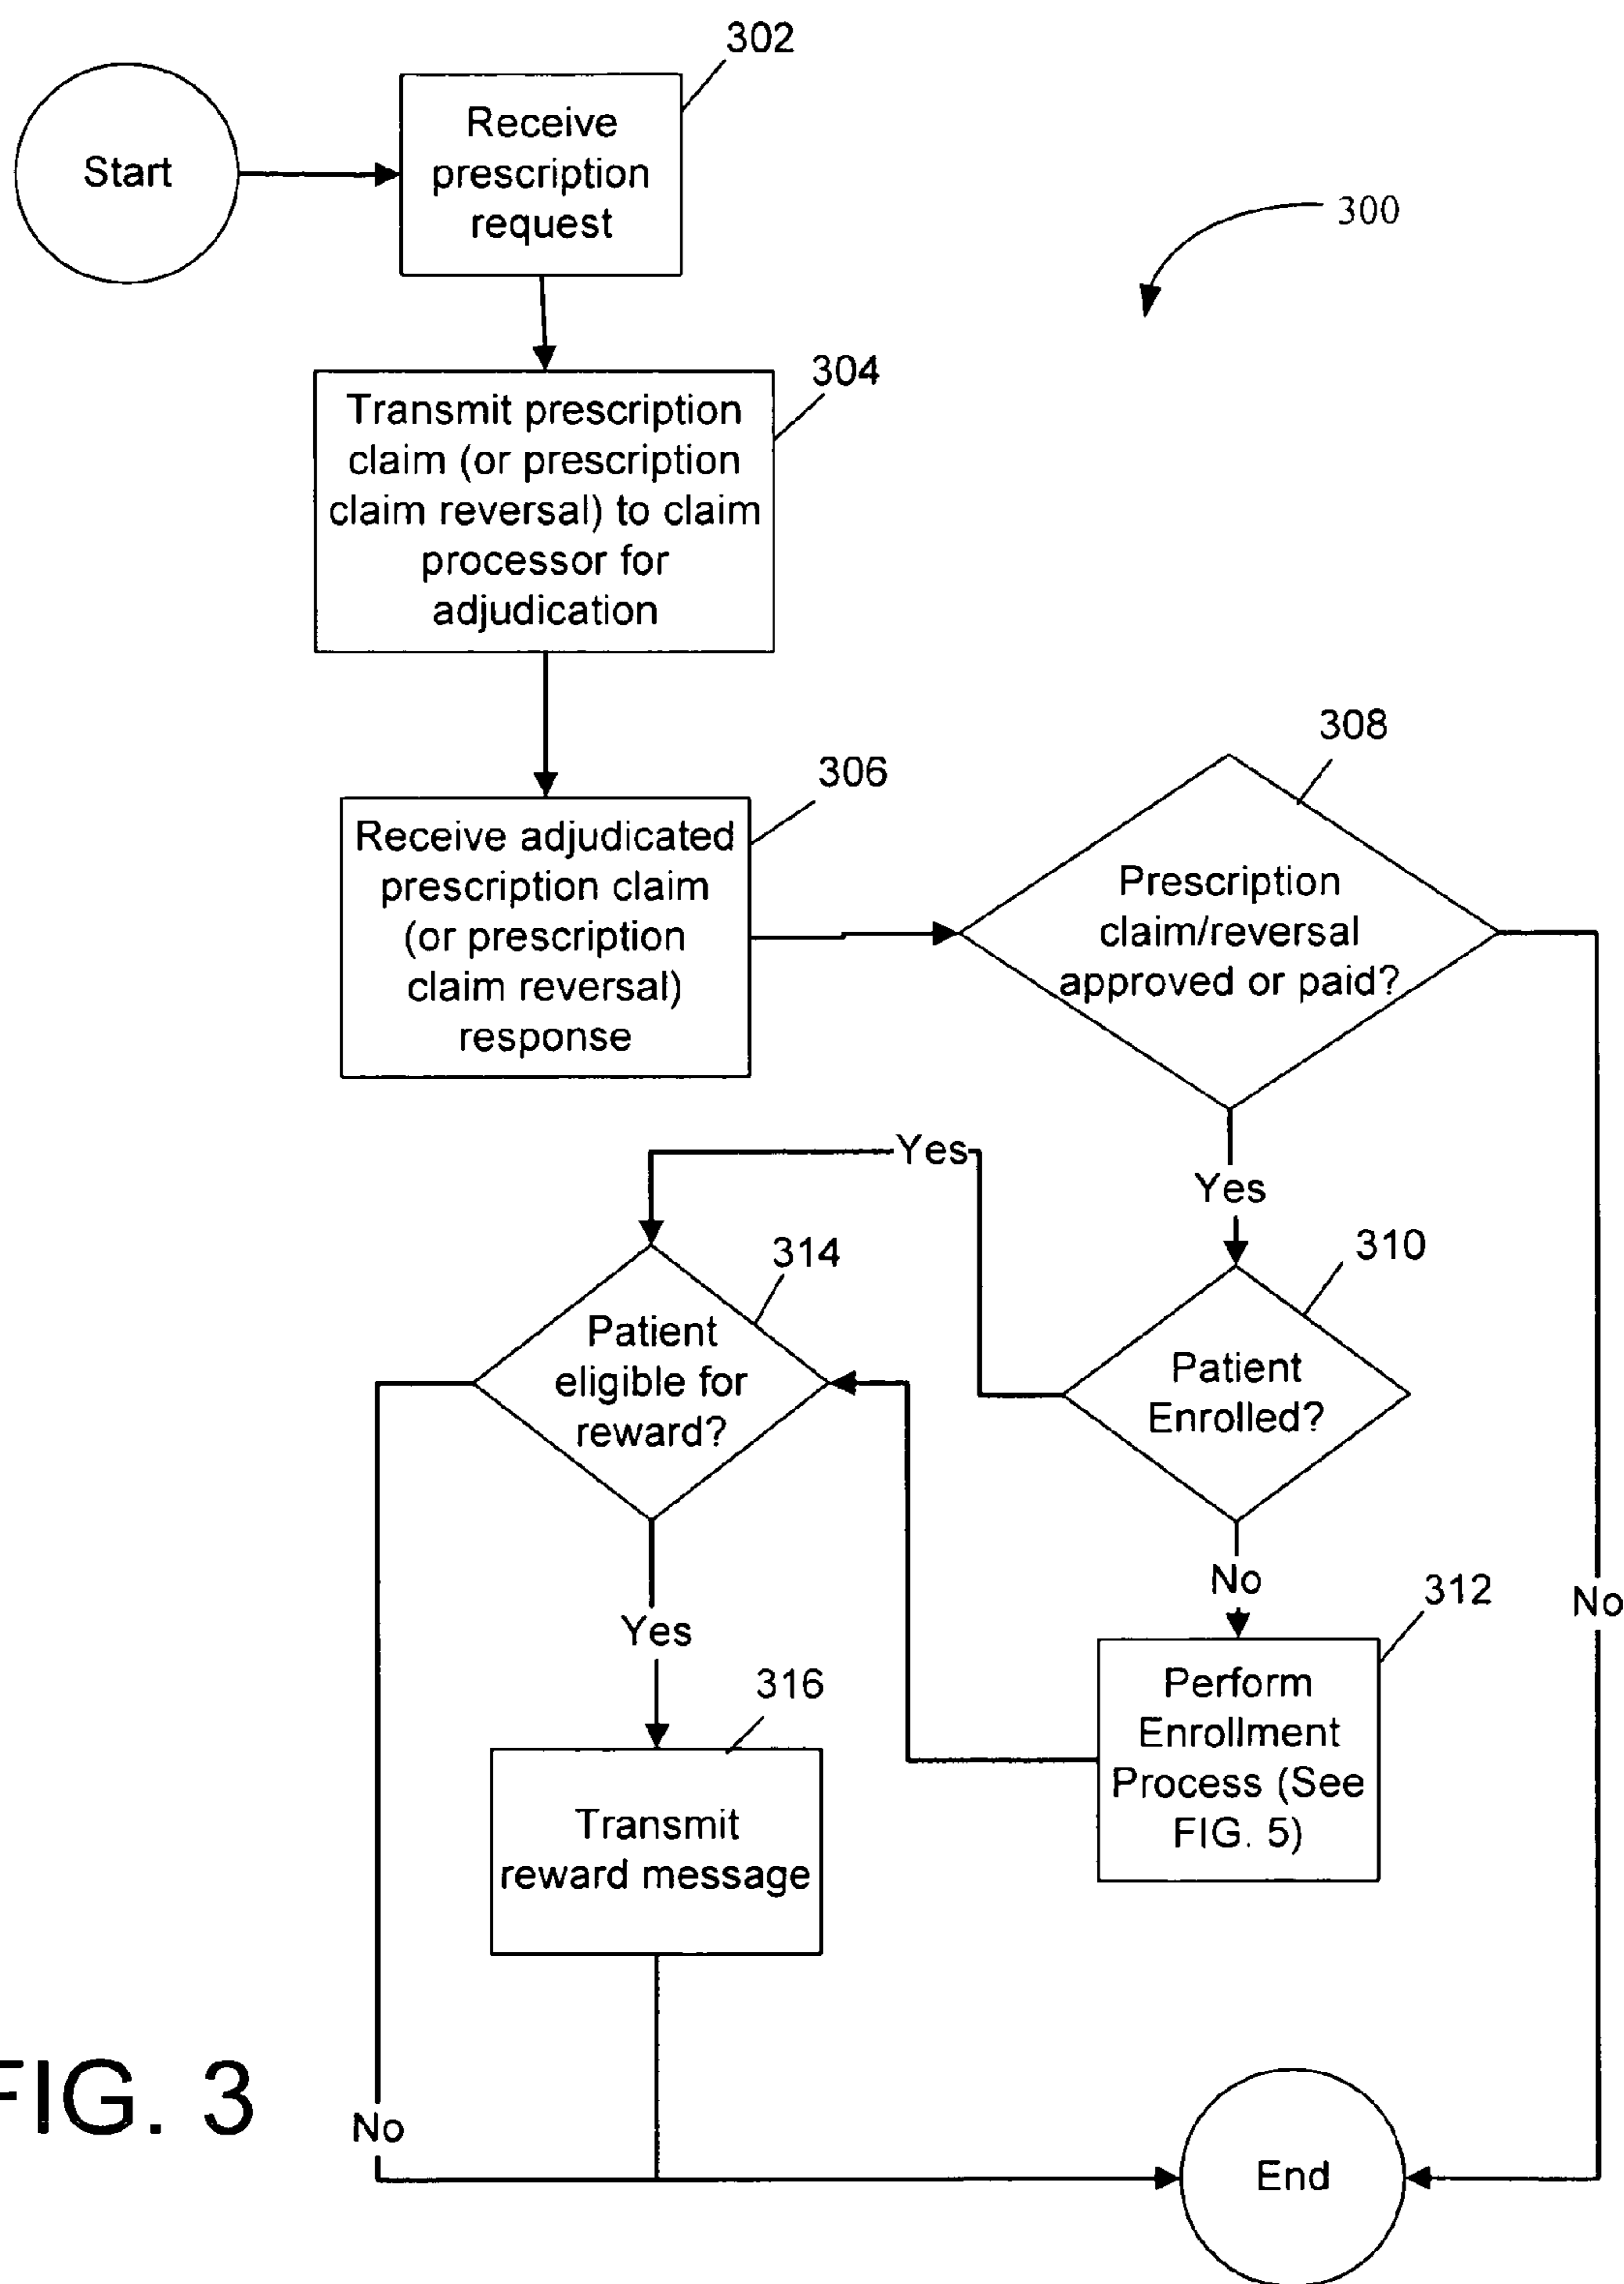 302
Start
Receive
prescription
request
300
304
Transmit prescription
claim (or prescription
claim reversal) to claim
processor for
adjudication
308
306
Receive adjudicated
prescription claim
(or prescription
claim reversal)
response
Prescription
claim/reversal
approved or paid?
Yes
Yes
314
310
Patient
eligible for
reward?
Patient
Enrolled?
No
312
No
Yes
316
Perform
Enrollment
Process (See
FIG. 5)
Transmit
reward message
FIG. 3
No
End